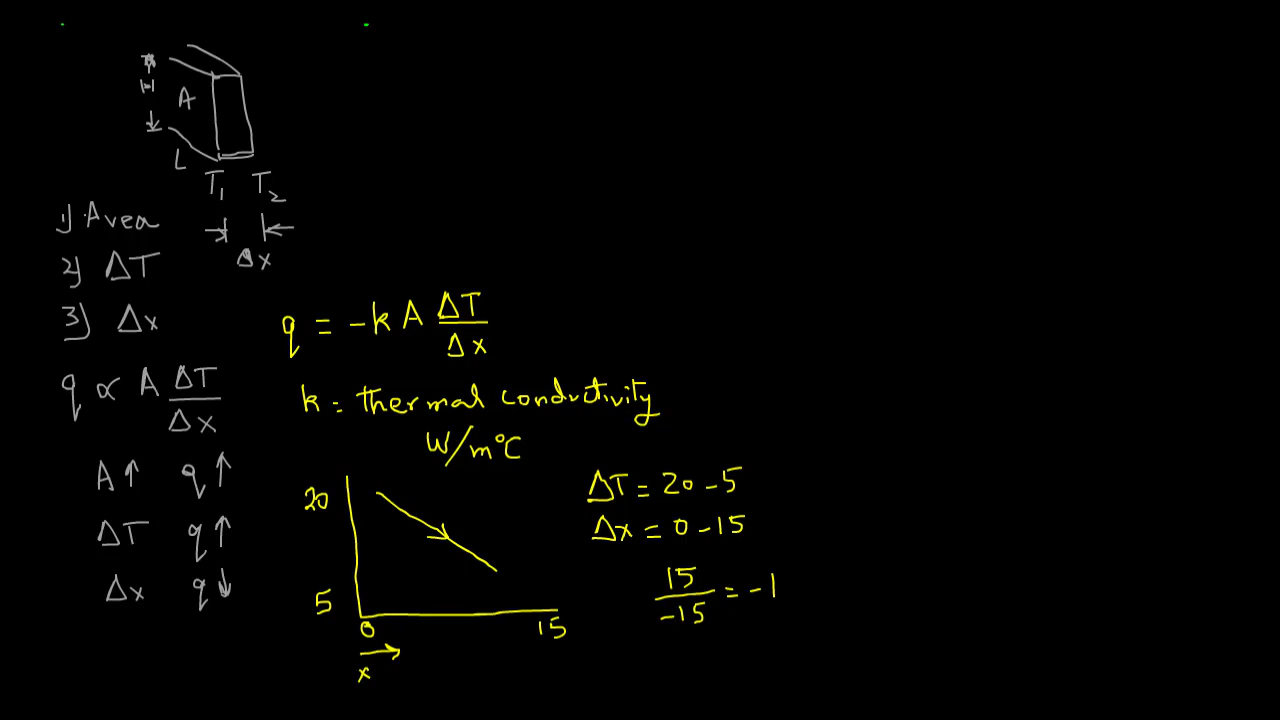 H
A
L
T₁ T₂
Δx
1) Area
2) ΔT
3) Δx
q ∝ A ΔT/Δx
A↑ q↑
ΔT q↑
Δx q↓
q = -k A ΔT/Δx
k = thermal conductivity
W/m°C
20
5
0
15
x
ΔT = 20 - 5
Δx = 0 - 15
15/-15 = -1